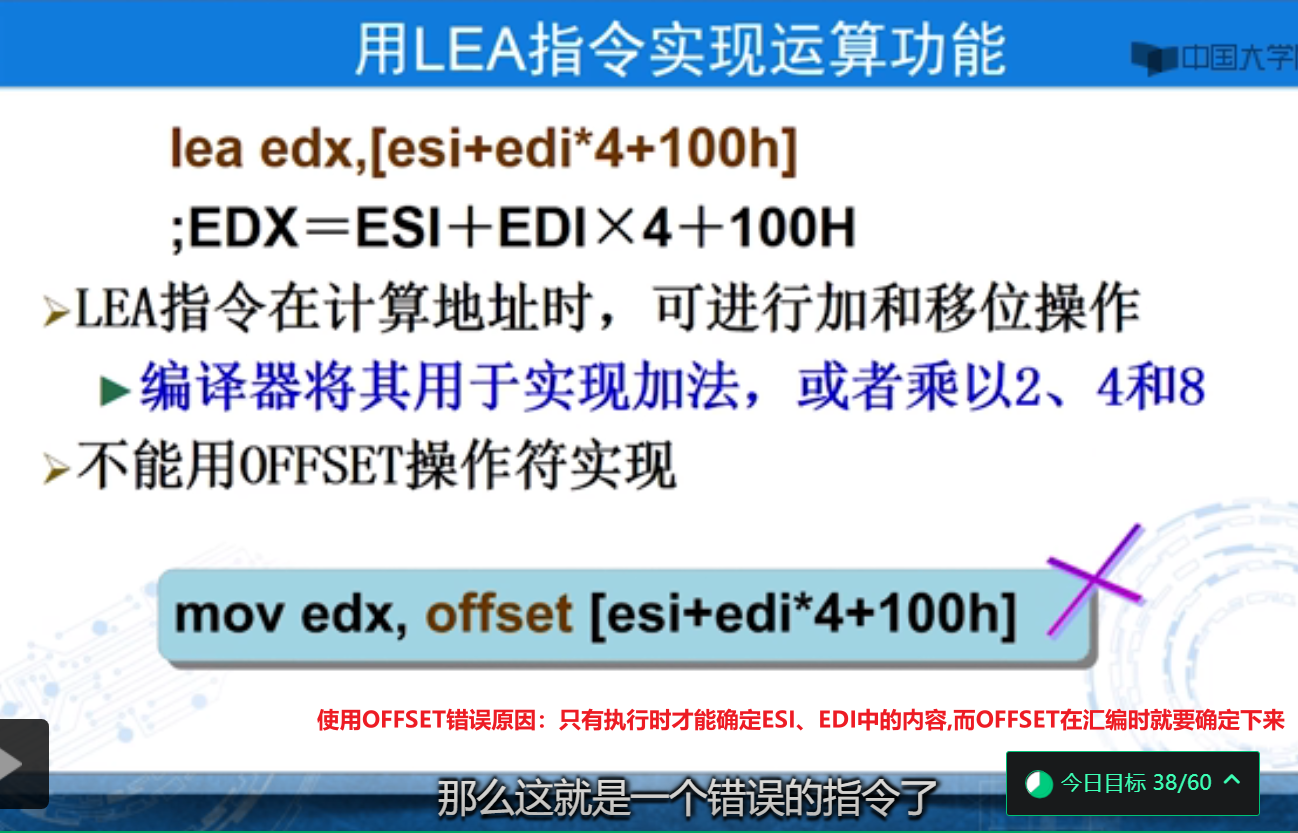 用LEA指令实现运算功能
中国大学
lea edx,[esi+edi*4+100h]
;EDX＝ESI＋EDI×4＋100H
➢LEA指令在计算地址时，可进行加和移位操作
►编译器将其用于实现加法，或者乘以2、4和8
➢不能用OFFSET操作符实现
mov edx, offset [esi+edi*4+100h]
使用OFFSET错误原因：只有执行时才能确定ESI、EDI中的内容,而OFFSET在汇编时就要确定下来
今日目标 38/60
那么这就是一个错误的指令了